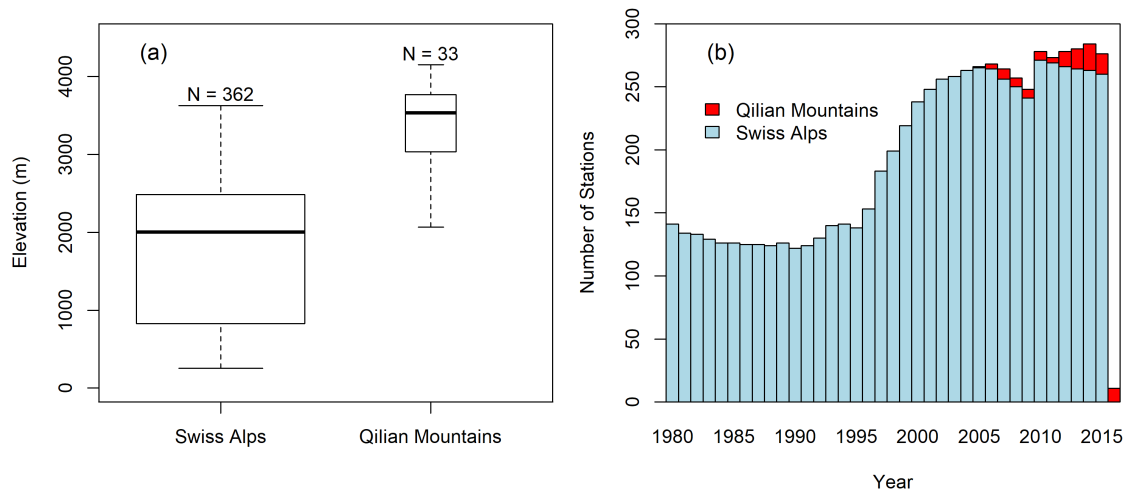 (a)
N = 362
N = 33
Elevation (m)
4000
3000
2000
1000
0
Swiss Alps
Qilian Mountains
(b)
Qilian Mountains
Swiss Alps
Number of Stations
300
250
200
150
100
50
0
1980 1985 1990 1995 2000 2005 2010 2015
Year